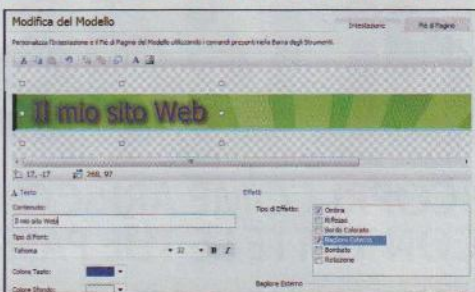 Modifica del Modello
Intestazione
Piè di Pagina
Personalizza l'Intestazione e il Piè di Pagina del Modello utilizzando i comandi presenti nella Barra degli Strumenti.
Il mio sito Web
17, -17
268, 97
Testo
Effetti
Contenuto:
Il mio sito Web
Tipo di Effetto:
Ombra
Riflesso
Bordo Colorato
Bagliore Esterno
Bombato
Rotazione
Tipo di Font:
Tahoma
32
B I
Colore Testo:
Colore Sfondo:
Bagliore Esterno